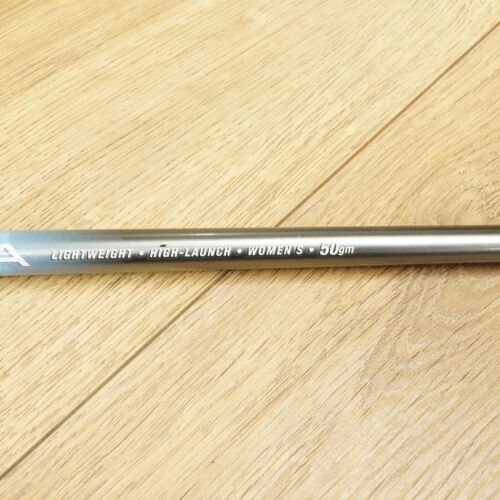 A LIGHTWEIGHT • HIGH-LAUNCH • WOMEN'S • 50gm